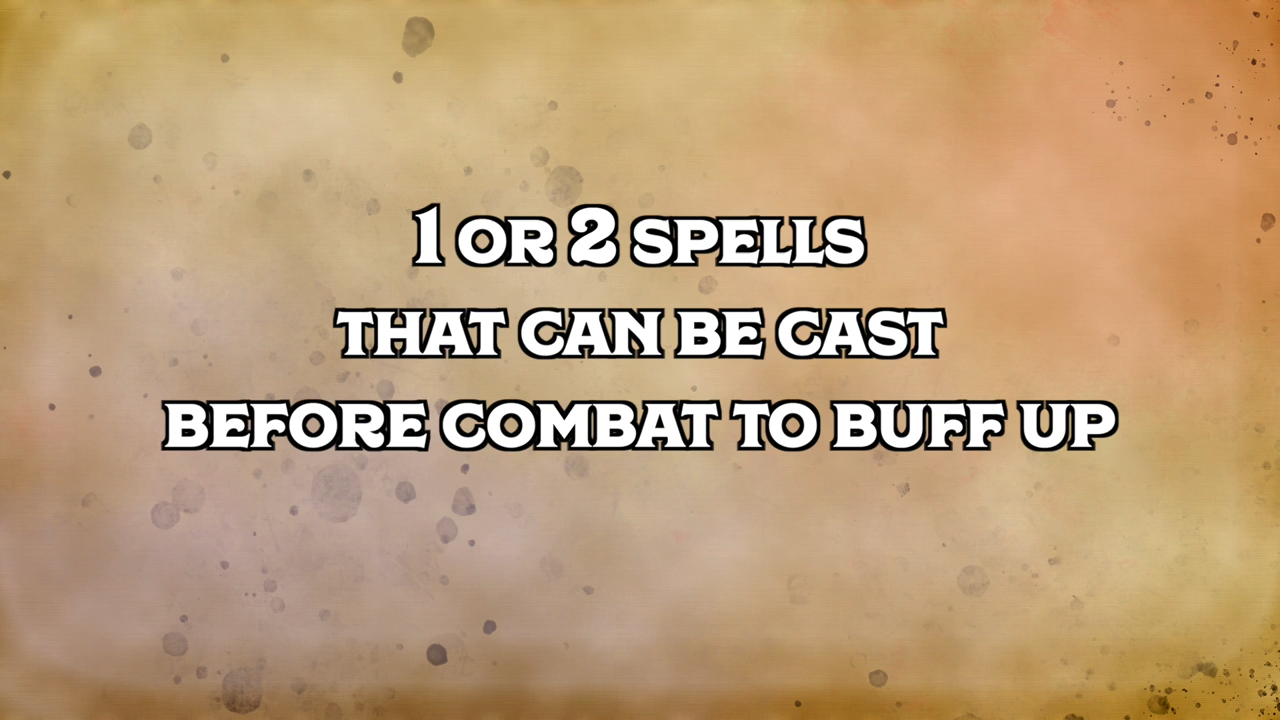 1 OR 2 SPELLS
THAT CAN BE CAST
BEFORE COMBAT TO BUFF UP